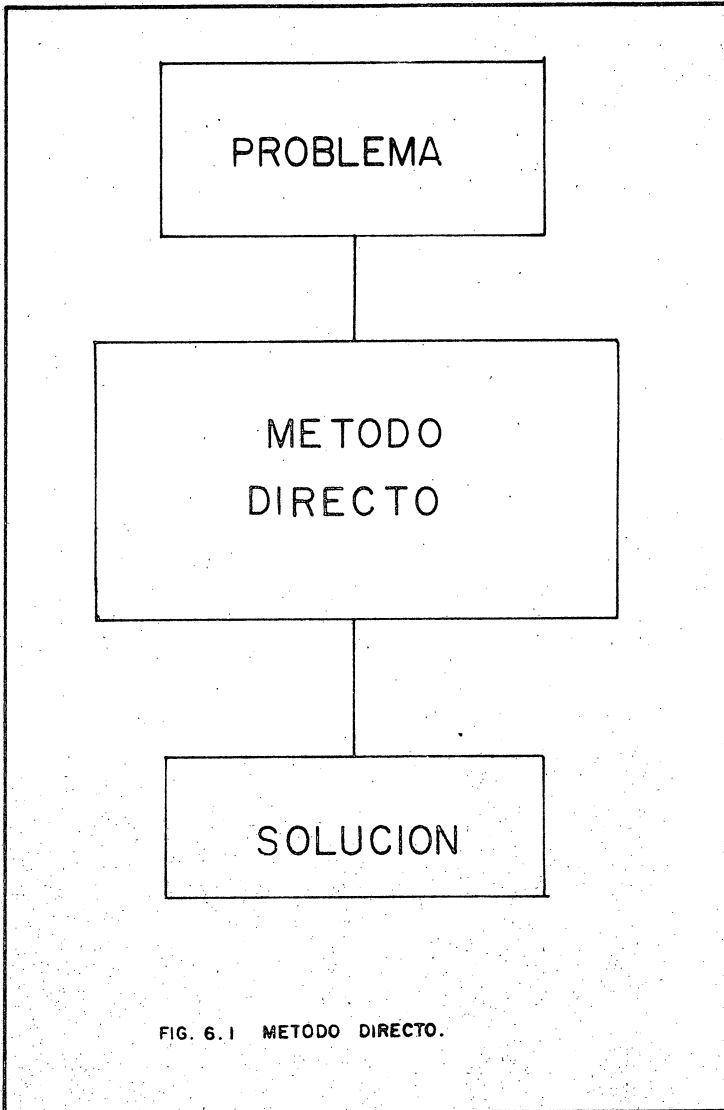 PROBLEMA
METODO
DIRECTO
SOLUCION
FIG. 6.1 METODO DIRECTO.